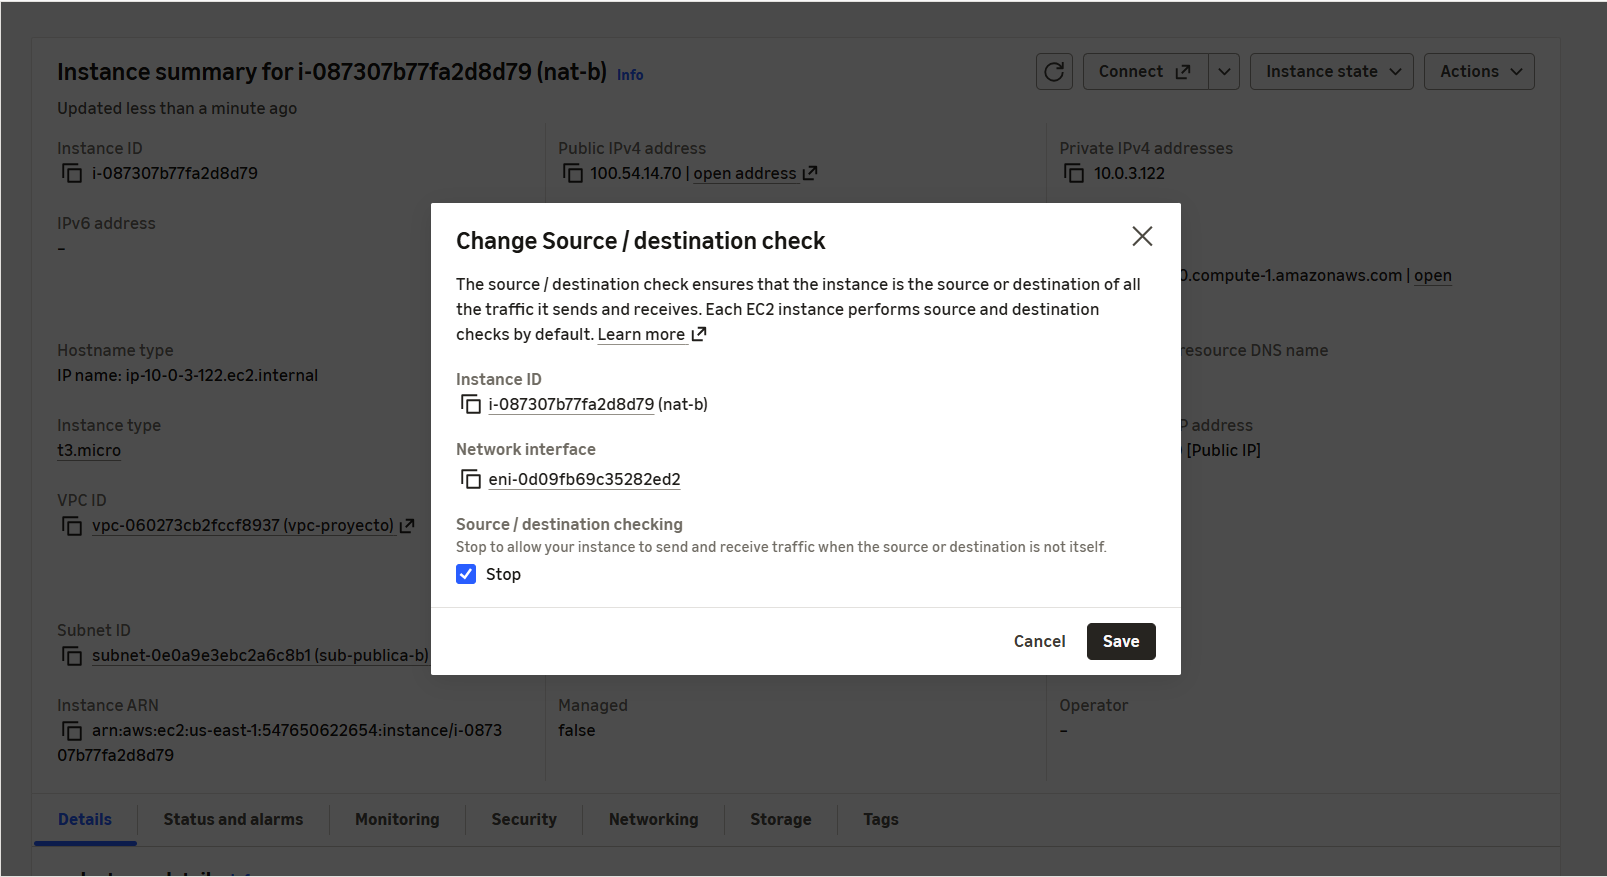 Instance summary for i-087307b77fa2d8d79 (nat-b) Info
Connect
Instance state
Actions
Updated less than a minute ago
Instance ID
i-087307b77fa2d8d79
Public IPv4 address
100.54.14.70 | open address
Private IPv4 addresses
10.0.3.122
IPv6 address
–
0.compute-1.amazonaws.com | open
Hostname type
IP name: ip-10-0-3-122.ec2.internal
resource DNS name
Instance type
t3.micro
P address
[Public IP]
VPC ID
vpc-060273cb2fccf8937 (vpc-proyecto)
Subnet ID
subnet-0e0a9e3ebc2a6c8b1 (sub-publica-b)
Instance ARN
arn:aws:ec2:us-east-1:547650622654:instance/i-0873
07b77fa2d8d79
Managed
false
Operator
–
Change Source / destination check
The source / destination check ensures that the instance is the source or destination of all
the traffic it sends and receives. Each EC2 instance performs source and destination
checks by default. Learn more
Instance ID
i-087307b77fa2d8d79 (nat-b)
Network interface
eni-0d09fb69c35282ed2
Source / destination checking
Stop to allow your instance to send and receive traffic when the source or destination is not itself.
Stop
Cancel
Save
Details
Status and alarms
Monitoring
Security
Networking
Storage
Tags